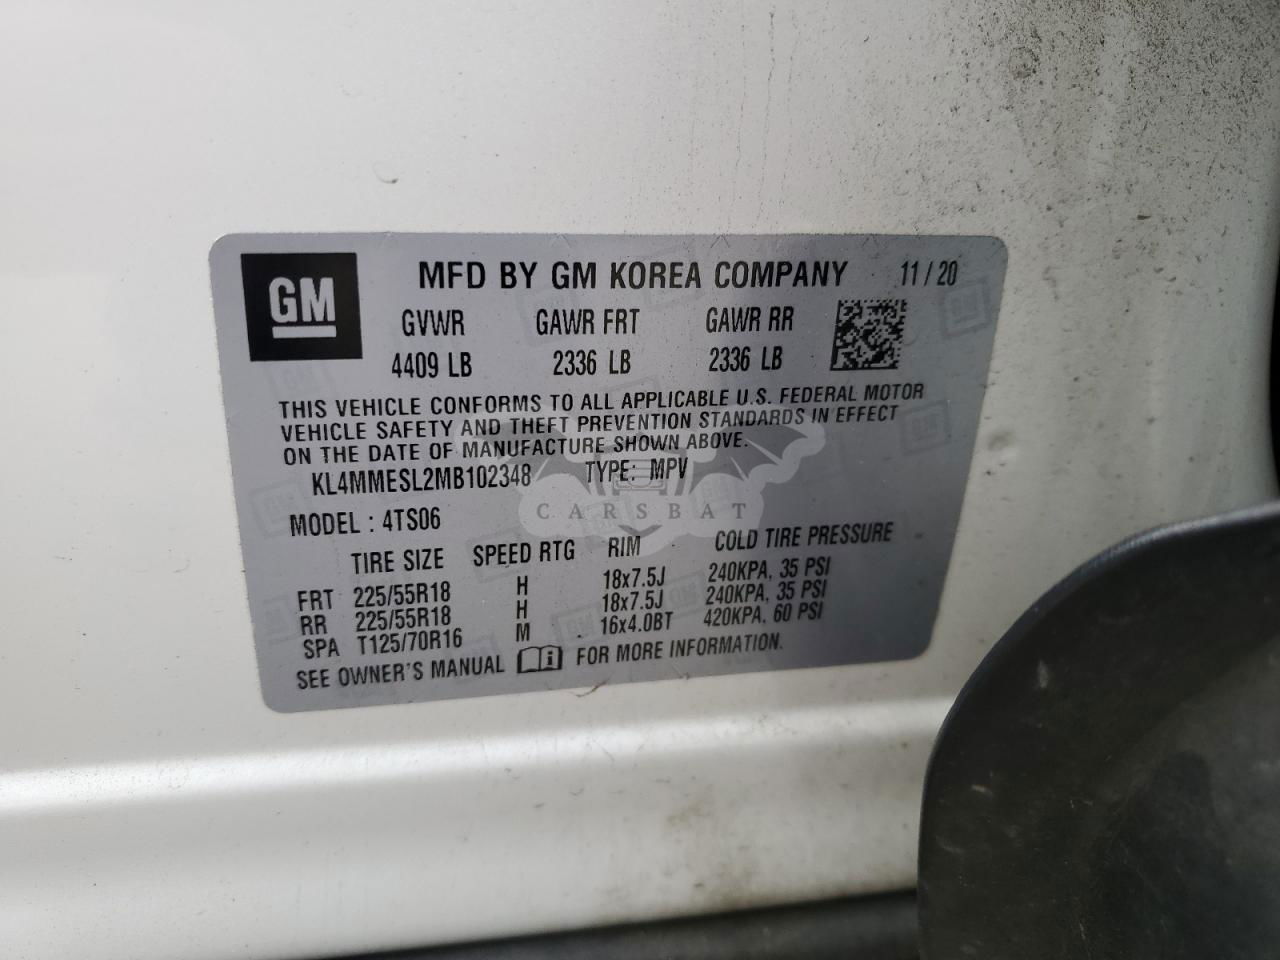 GM
MFD BY GM KOREA COMPANY 11/20
GVWR GAWR FRT GAWR RR
4409 LB 2336 LB 2336 LB
THIS VEHICLE CONFORMS TO ALL APPLICABLE U.S. FEDERAL MOTOR
VEHICLE SAFETY AND THEFT PREVENTION STANDARDS IN EFFECT
ON THE DATE OF MANUFACTURE SHOWN ABOVE.
KL4MMESL2MB102348 TYPE: MPV
CARSBAT
MODEL: 4TS06
TIRE SIZE SPEED RTG RIM COLD TIRE PRESSURE
FRT 225/55R18 H 18x7.5J 240KPA, 35 PSI
RR 225/55R18 H 18x7.5J 240KPA, 35 PSI
SPA T125/70R16 M 16x4.0BT 420KPA, 60 PSI
SEE OWNER'S MANUAL FOR MORE INFORMATION.